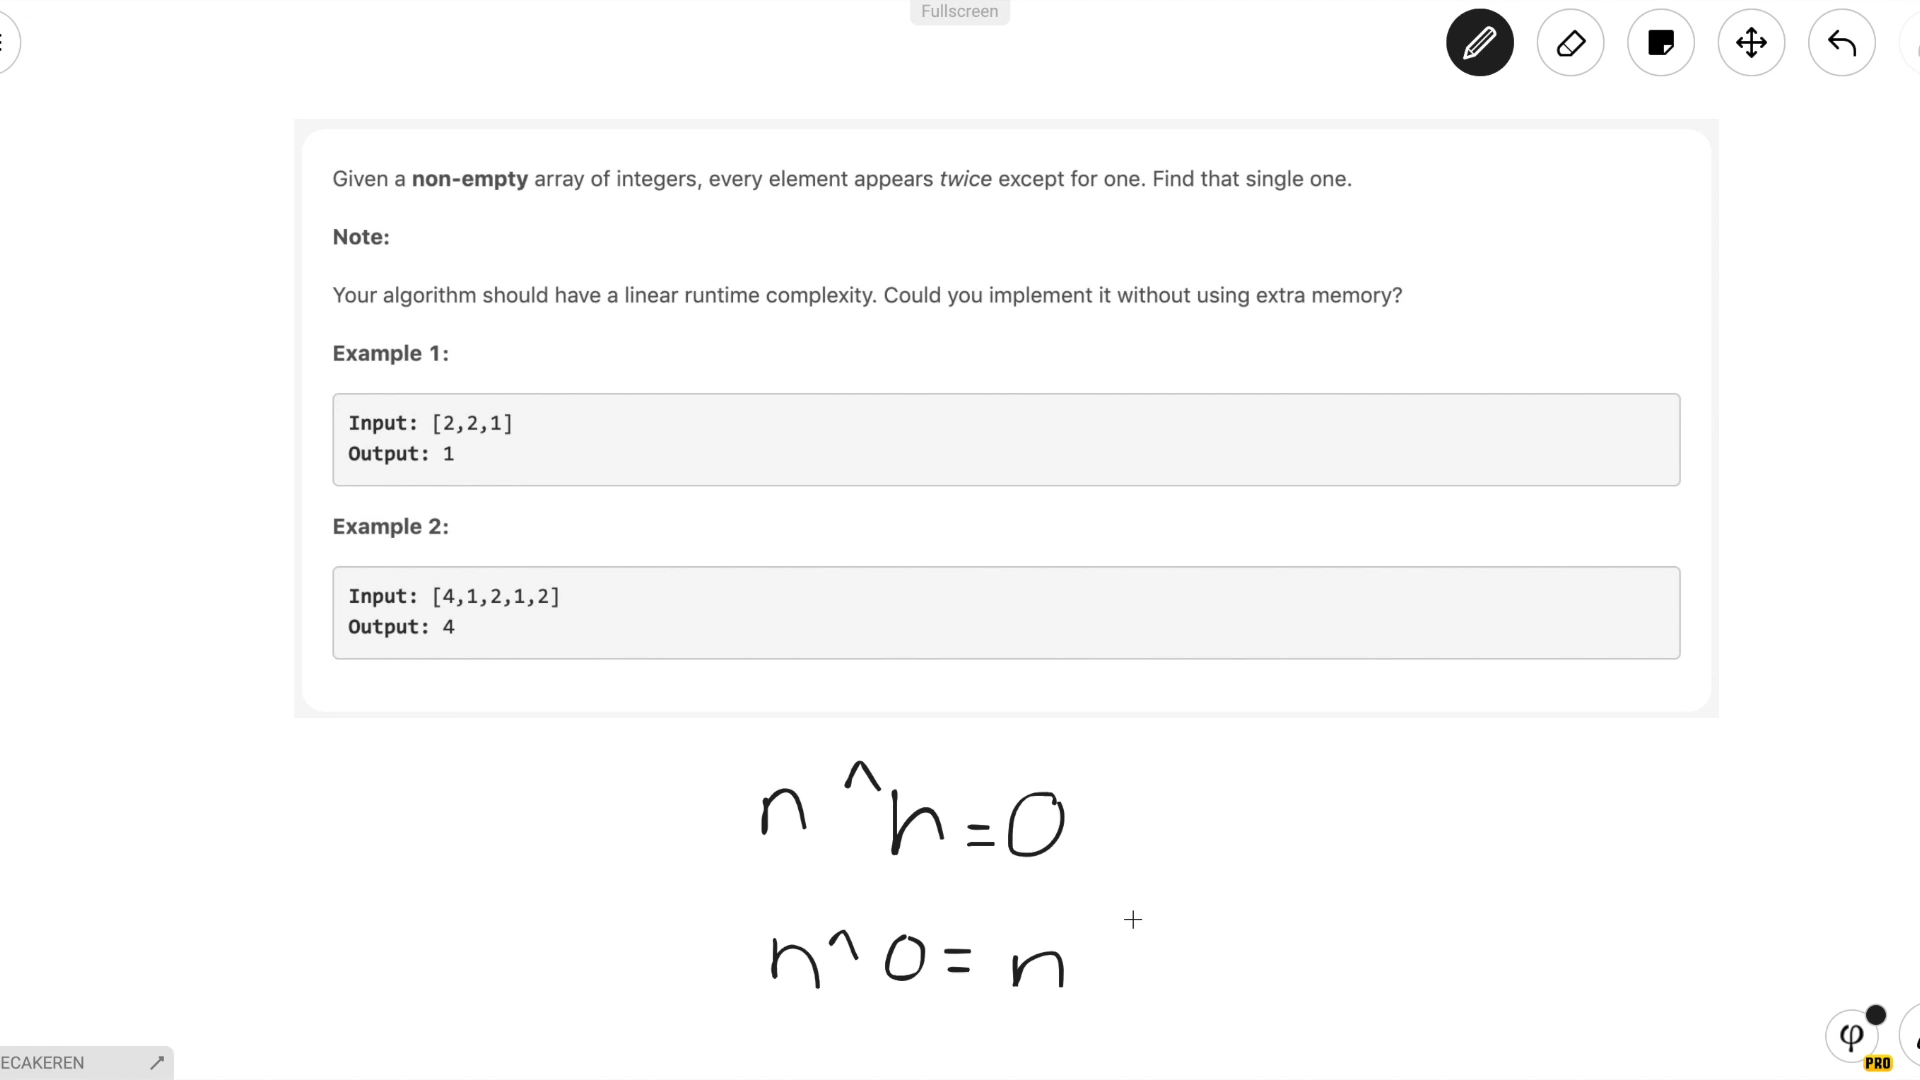 Fullscreen
Given a non-empty array of integers, every element appears twice except for one. Find that single one.
Note:
Your algorithm should have a linear runtime complexity. Could you implement it without using extra memory?
Example 1:
Input: [2,2,1]
Output: 1
Example 2:
Input: [4,1,2,1,2]
Output: 4
n ^ n = 0
n ^ 0 = n
ECAKEREN
φ
PRO